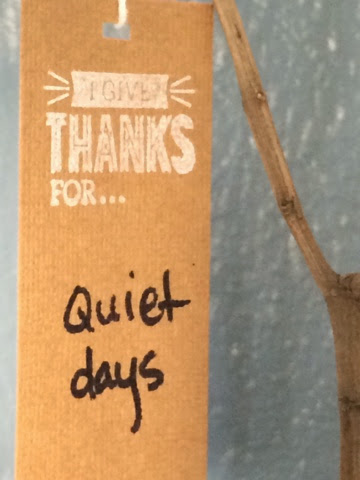 I GIVE
THANKS
FOR...
Quiet
days